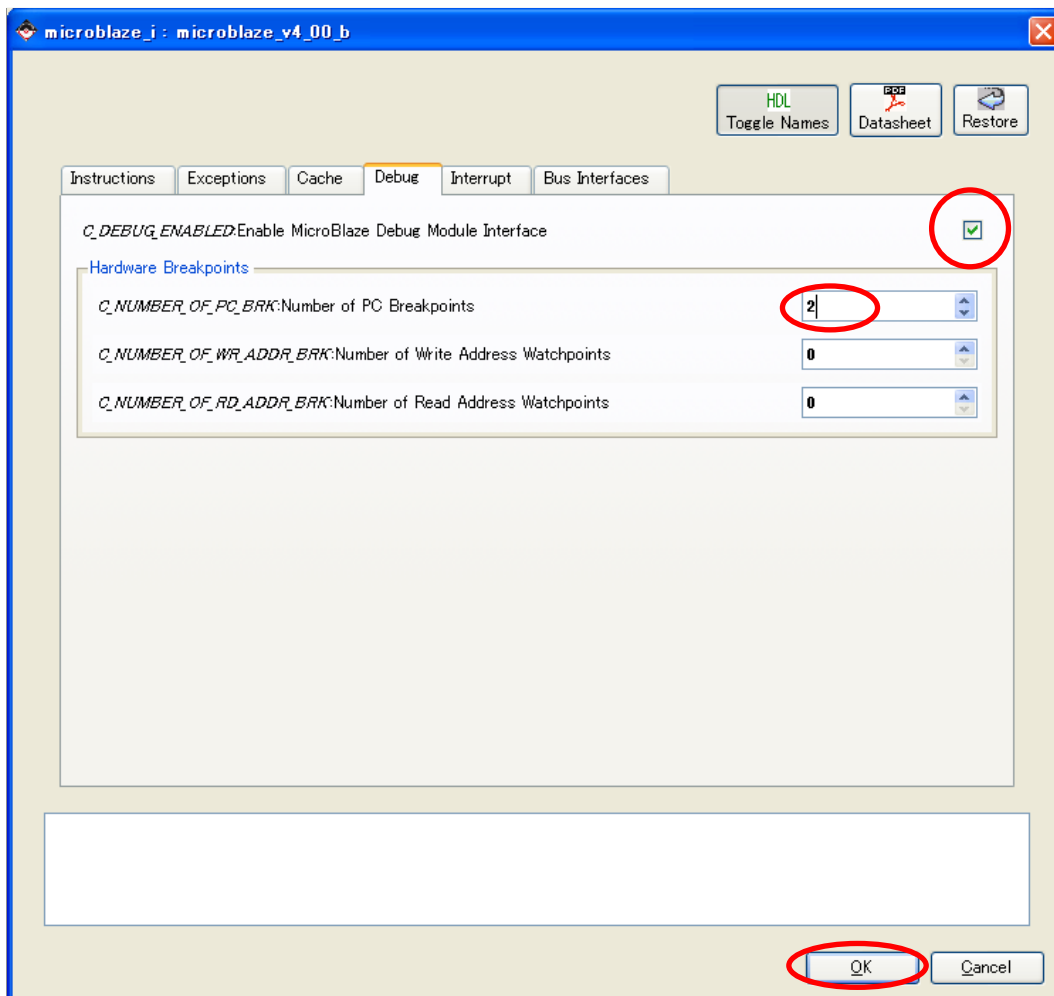 microblaze_i : microblaze_v4_00_b
HDL
Toggle Names
PDF
Datasheet
Restore
Instructions Exceptions Cache Debug Interrupt Bus Interfaces
C_DEBUG_ENABLED:Enable MicroBlaze Debug Module Interface
Hardware Breakpoints
C_NUMBER_OF_PC_BRK:Number of PC Breakpoints 2
C_NUMBER_OF_WR_ADDR_BRK:Number of Write Address Watchpoints 0
C_NUMBER_OF_RD_ADDR_BRK:Number of Read Address Watchpoints 0
OK Cancel